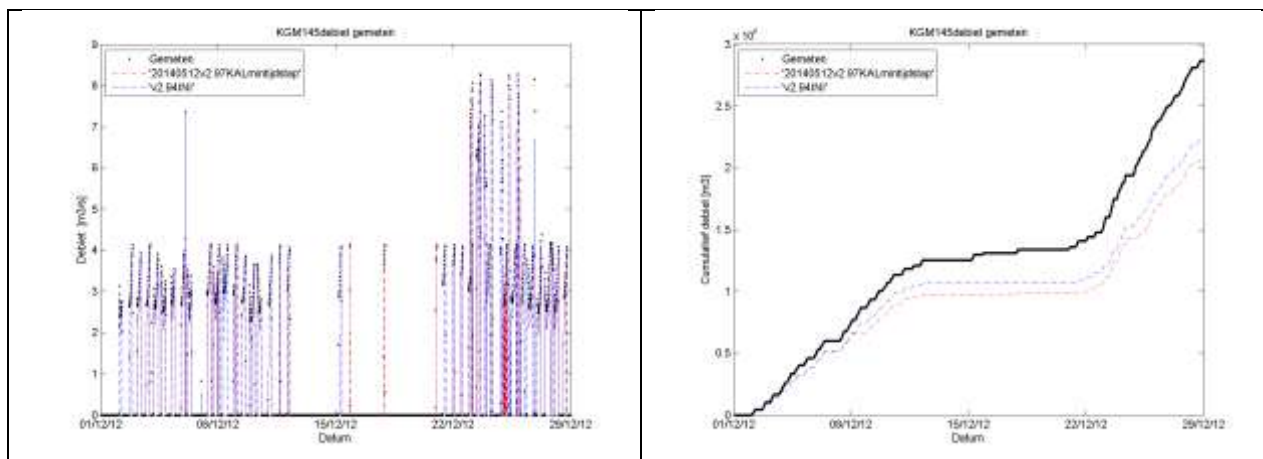 KGM145debiet gemeten
Gemeten
'20140512v2.97KALmintijdstap'
'v2.94INI'
Debiet [m3/s]
9
8
7
6
5
4
3
2
1
0
01/12/12
08/12/12
15/12/12
22/12/12
29/12/12
Datum
KGM145debiet gemeten
Gemeten
'20140512v2.97KALmintijdstap'
'v2.94INI'
Cumulatief debiet [m3]
3
2.5
2
1.5
1
0.5
0
01/12/12
08/12/12
15/12/12
22/12/12
29/12/12
Datum